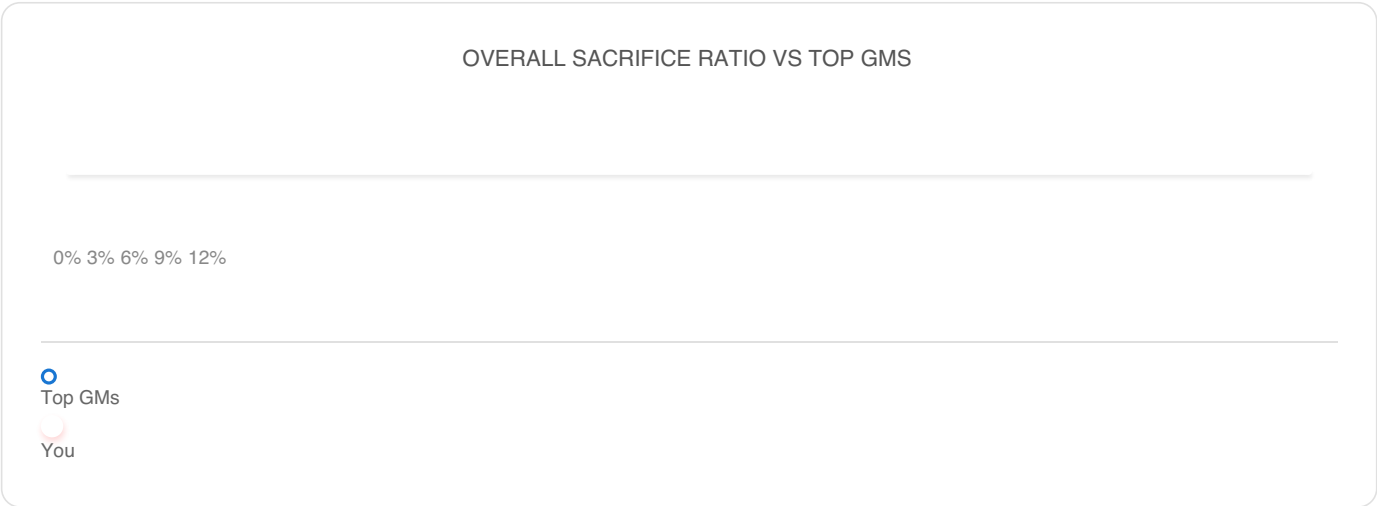 OVERALL SACRIFICE RATIO VS TOP GMS
0% 3% 6% 9% 12%
Top GMs
You